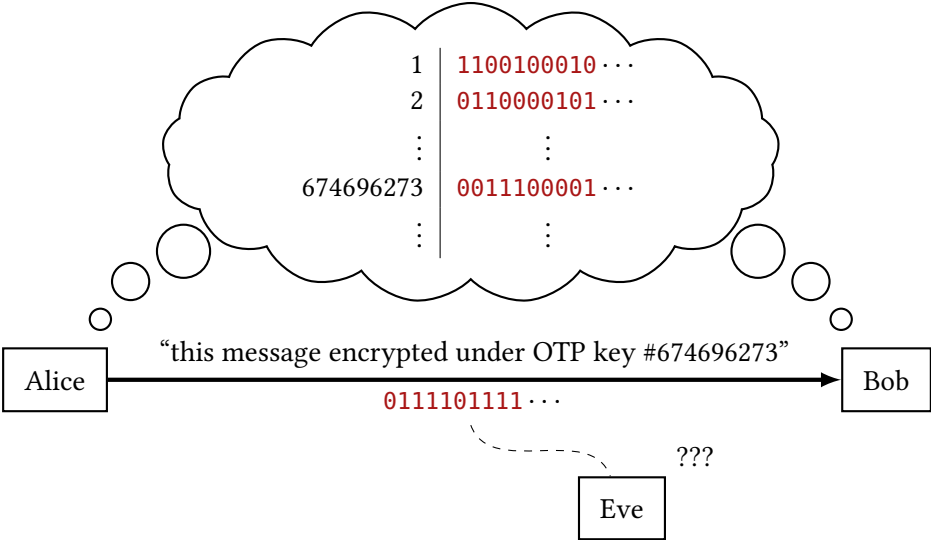 1 1100100010···
2 0110000101···
⋮ ⋮
674696273 0011100001···
⋮ ⋮
“this message encrypted under OTP key #674696273”
Alice
Bob
0111101111···
???
Eve